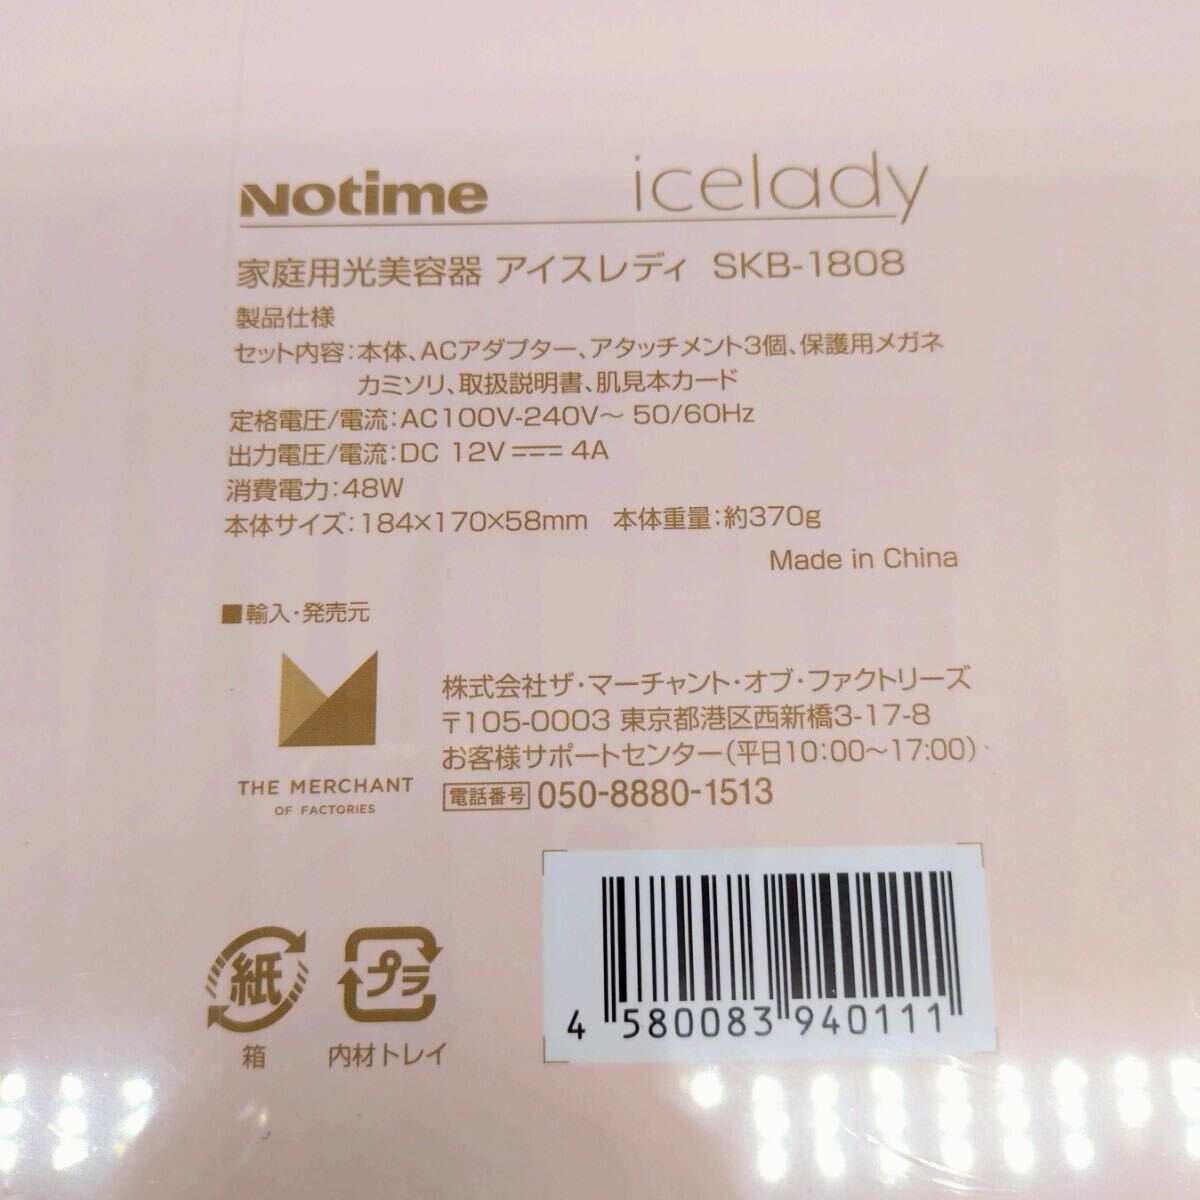 Notime icelady
家庭用光美容器 アイスレディ SKB-1808
製品仕様
セット内容:本体、ACアダプター、アタッチメント3個、保護用メガネ
カミソリ、取扱説明書、肌見本カード
定格電圧/電流:AC100V-240V～ 50/60Hz
出力電圧/電流:DC 12V⎓4A
消費電力:48W
本体サイズ:184×170×58mm 本体重量:約370g
Made in China
■輸入・発売元
株式会社ザ・マーチャント・オブ・ファクトリーズ
〒105-0003 東京都港区西新橋3-17-8
お客様サポートセンター(平日10:00～17:00)
電話番号 050-8880-1513
THE MERCHANT
OF FACTORIES
紙
箱
プラ
内材トレイ
4 580083 940111